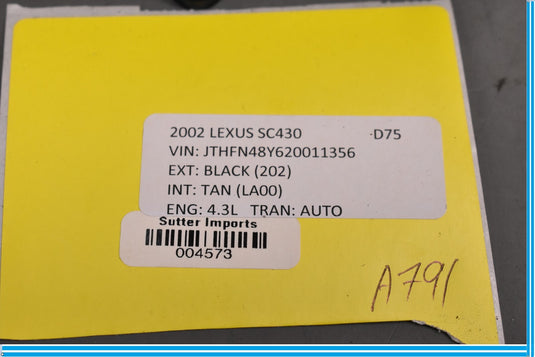 2002 LEXUS SC430 D75
VIN: JTHFN48Y620011356
EXT: BLACK (202)
INT: TAN (LA00)
ENG: 4.3L TRAN: AUTO
Sutter Imports
004573
A791